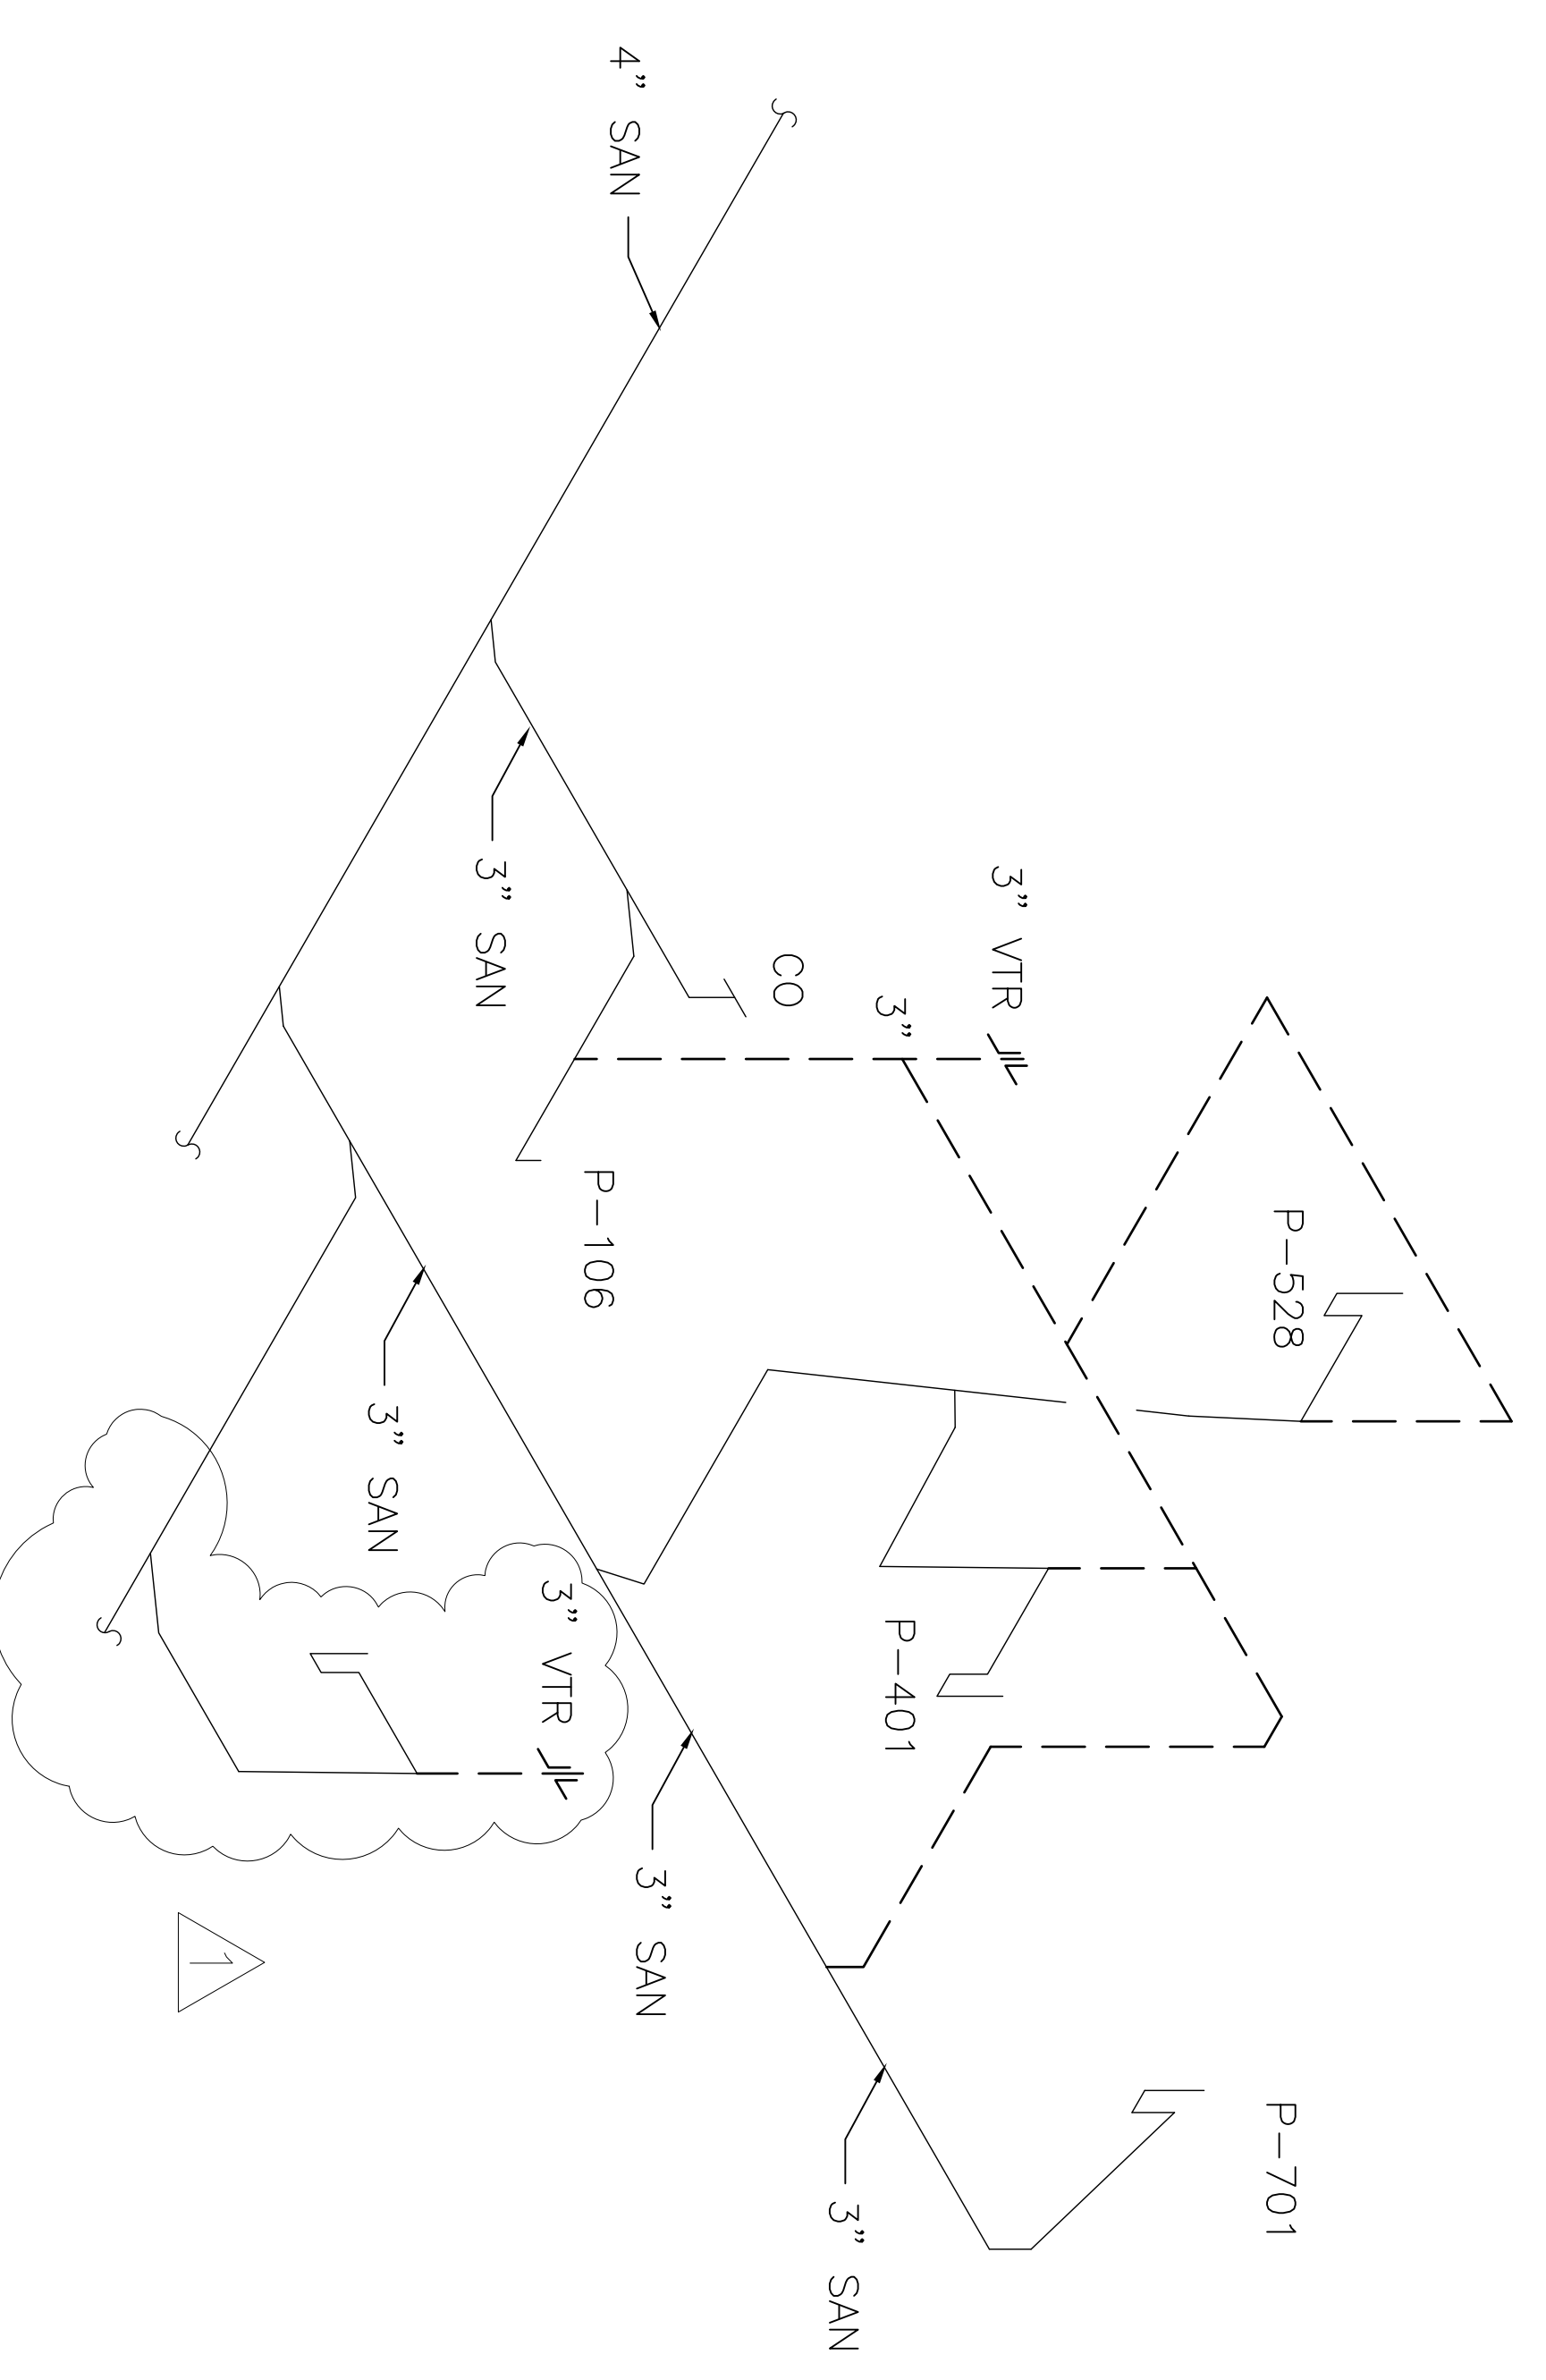 P-528
P-701
3" VTR
3"
P-401
CO
4" SAN
P-106
3" SAN
3" VTR
3" SAN
3" SAN
3" SAN
1